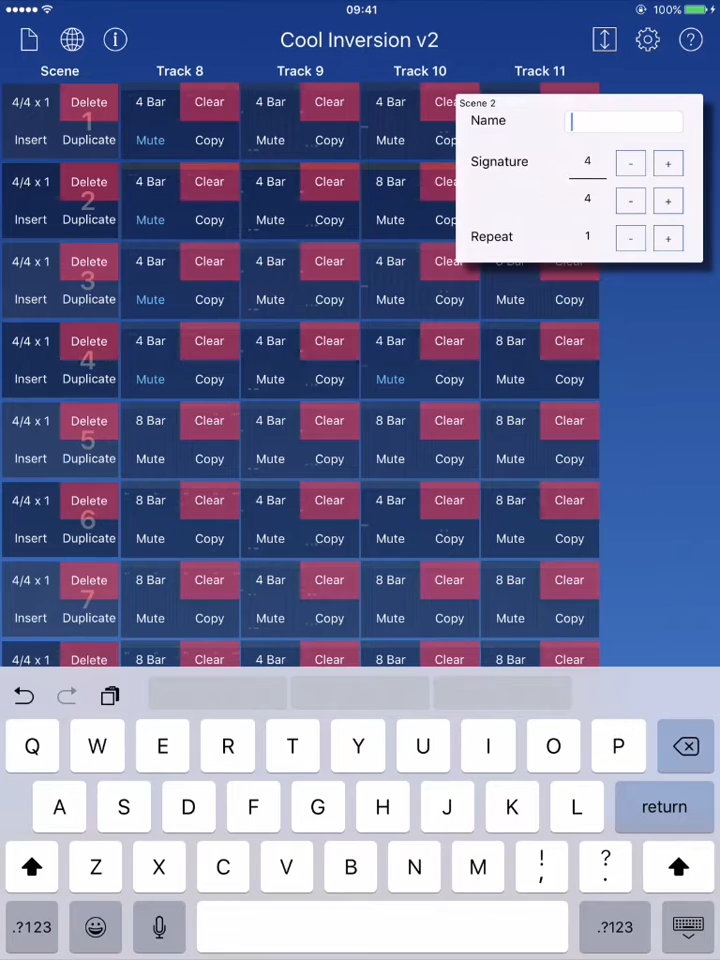 09:41
100%
Cool Inversion v2
Scene Track 8 Track 9 Track 10 Track 11
4/4 x 1 Delete 4 Bar Clear 4 Bar Clear 4 Bar
1
Insert Duplicate Mute Copy Mute Copy Mute
4/4 x 1 Delete 4 Bar Clear 4 Bar Clear 8 Bar
2
Insert Duplicate Mute Copy Mute Copy Mute
Scene 2
Name
Signature 4 - +
4 - +
Repeat 1 - +
4/4 x 1 Delete 4 Bar Clear 4 Bar Clear 4 Bar Clear 4 Bar Clear
3
Insert Duplicate Mute Copy Mute Copy Mute Copy Mute Copy
4/4 x 1 Delete 4 Bar Clear 4 Bar Clear 4 Bar Clear 8 Bar Clear
4
Insert Duplicate Mute Copy Mute Copy Mute Copy Mute Copy
4/4 x 1 Delete 8 Bar Clear 4 Bar Clear 8 Bar Clear 8 Bar Clear
5
Insert Duplicate Mute Copy Mute Copy Mute Copy Mute Copy
4/4 x 1 Delete 8 Bar Clear 4 Bar Clear 4 Bar Clear 8 Bar Clear
6
Insert Duplicate Mute Copy Mute Copy Mute Copy Mute Copy
4/4 x 1 Delete 8 Bar Clear 4 Bar Clear 8 Bar Clear 8 Bar Clear
7
Insert Duplicate Mute Copy Mute Copy Mute Copy Mute Copy
4/4 x 1 Delete 8 Bar Clear 4 Bar Clear 8 Bar Clear 8 Bar Clear
Q W E R T Y U I O P
A S D F G H J K L return
Z X C V B N M ! , ? .
.?123 .?123